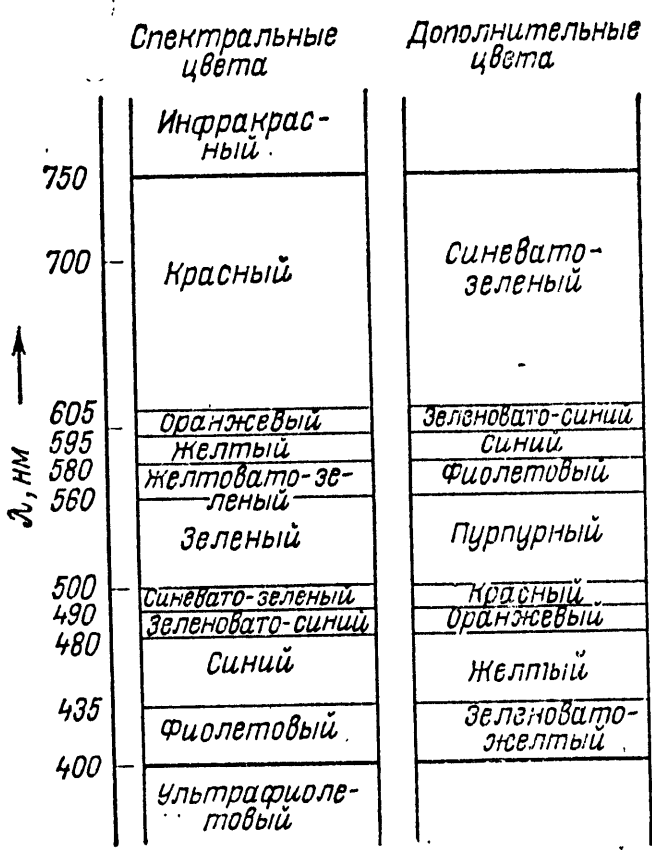 Спектральные
цвета
Дополнительные
цвета
Инфракрас-
ный
750
700
Красный
Синевато-
зеленый
λ, нм
605
Оранжевый
Зеленовато-синий
595
Желтый
Синий
580
Желтовато-зе-
леный
Фиолетовый
560
Зеленый
Пурпурный
500
Синевато-зеленый
Красный
490
Зеленовато-синий
Оранжевый
480
Синий
Желтый
435
Фиолетовый
Зеленовато-
желтый
400
Ультрафиоле-
товый